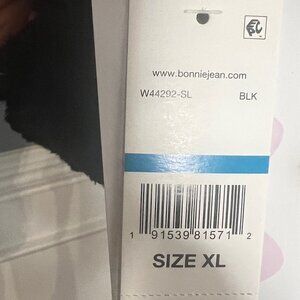 www.bonniejean.com
W44292-SL BLK
1 91539 81571 2
SIZE XL